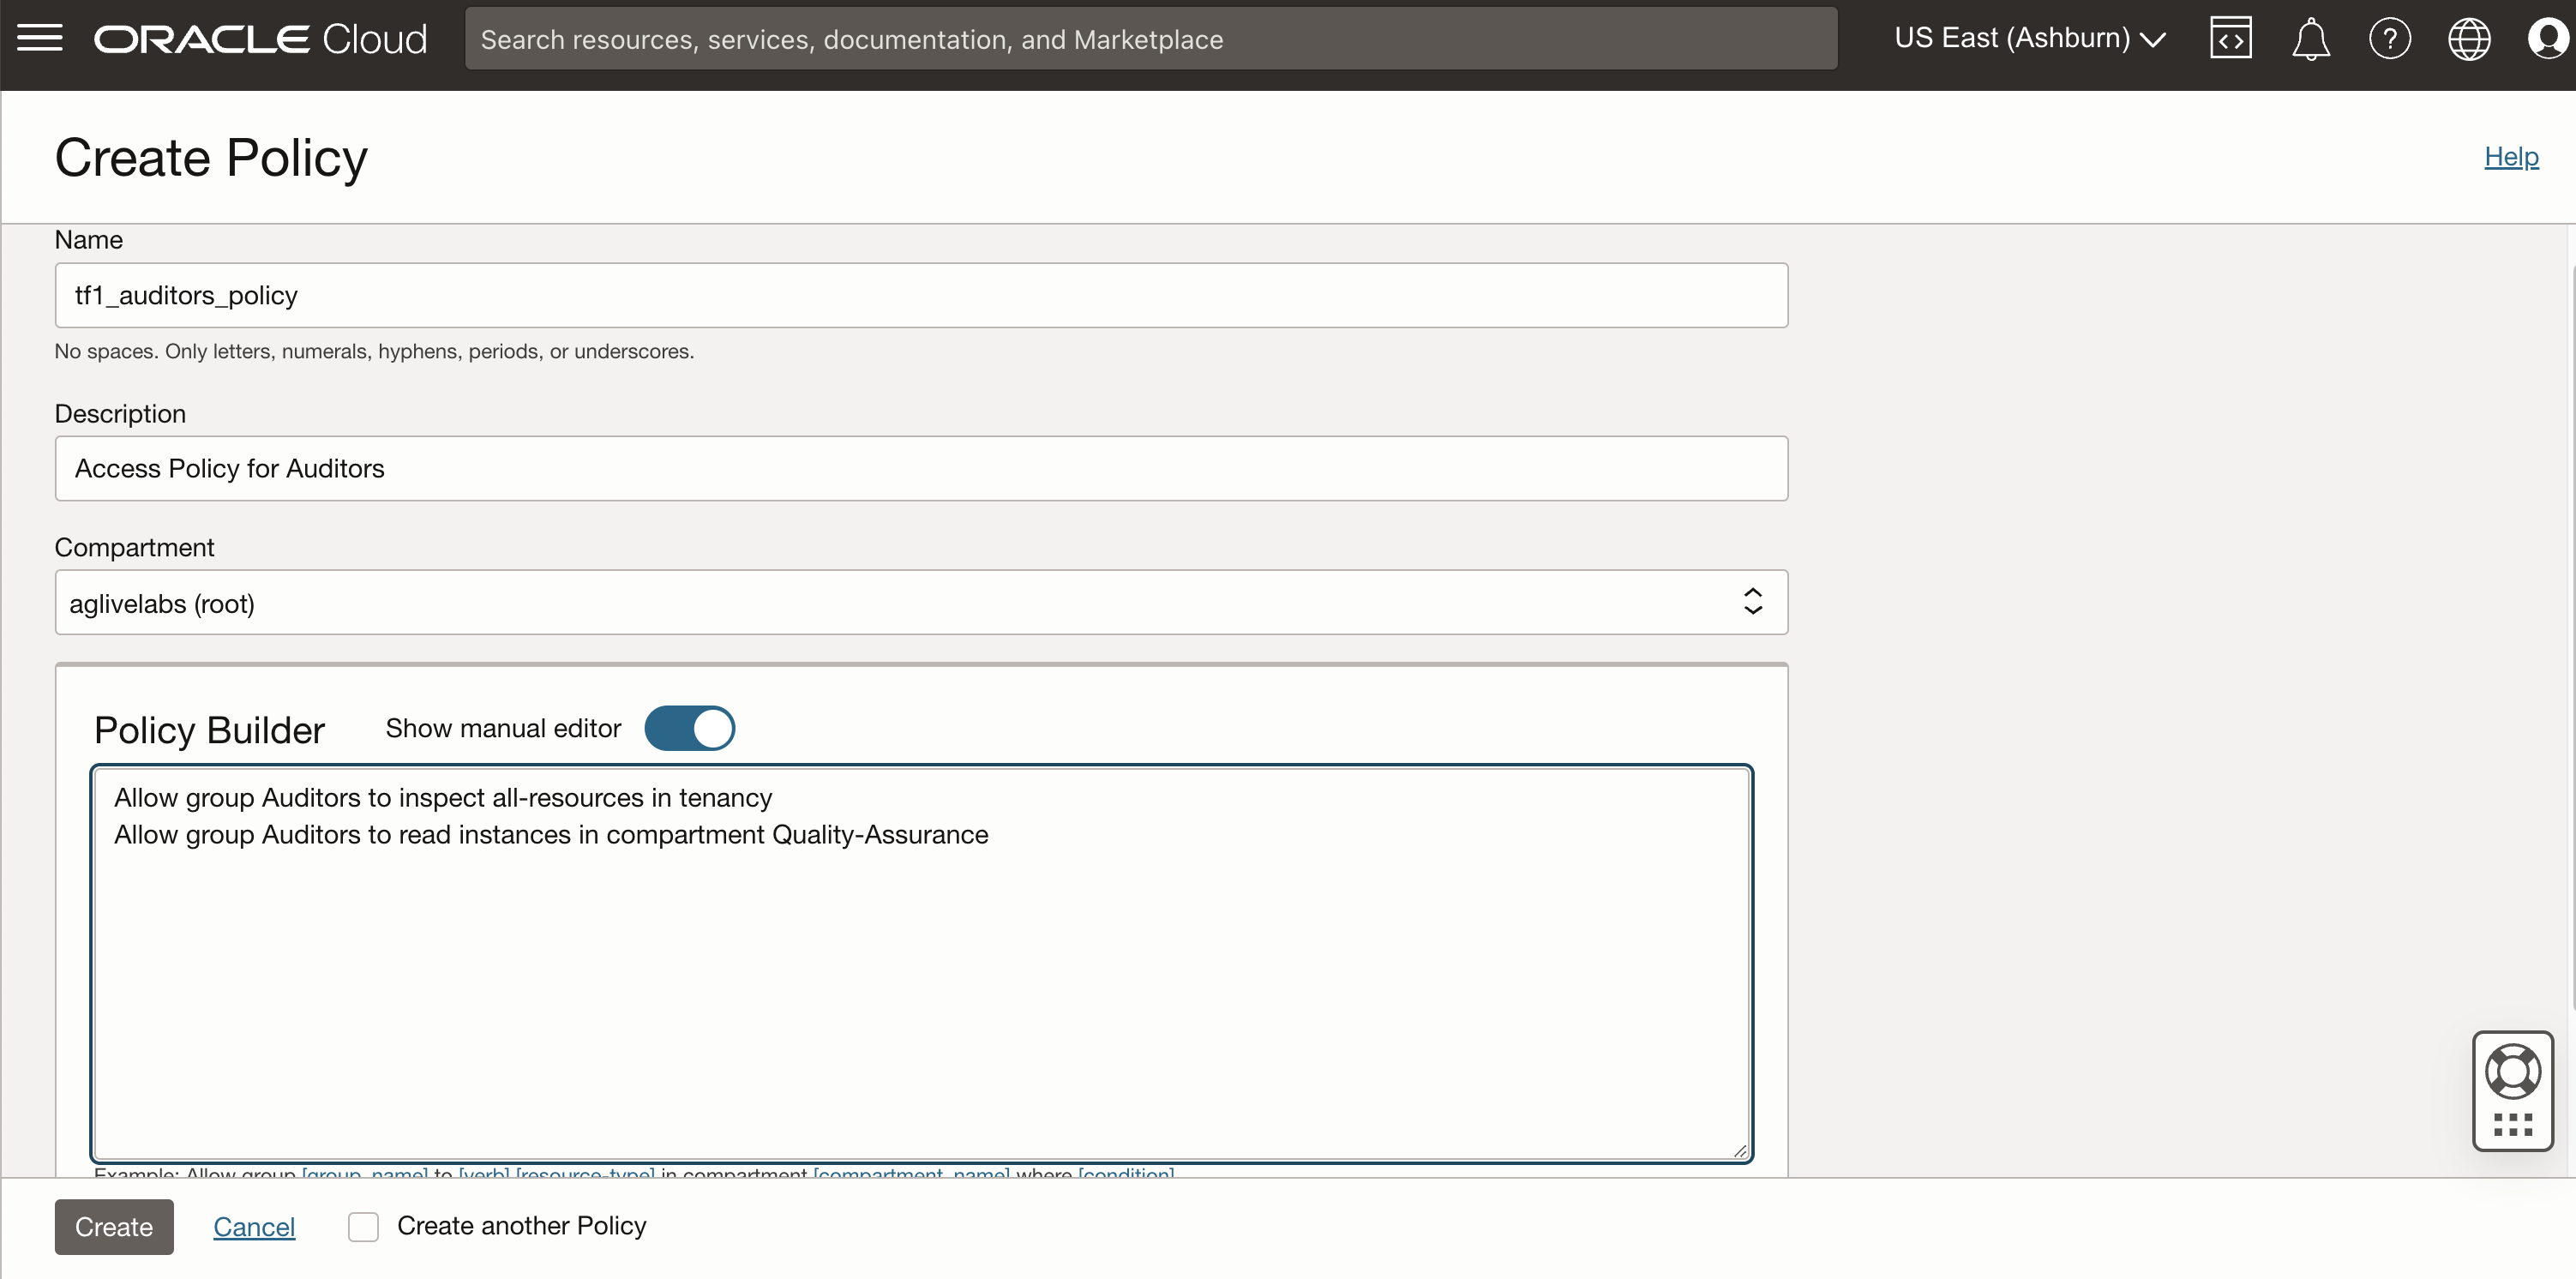 ORACLE Cloud
Search resources, services, documentation, and Marketplace
US East (Ashburn)
Create Policy
Help
Name
tf1_auditors_policy
No spaces. Only letters, numerals, hyphens, periods, or underscores.
Description
Access Policy for Auditors
Compartment
aglivelabs (root)
Policy Builder
Show manual editor
Allow group Auditors to inspect all-resources in tenancy
Allow group Auditors to read instances in compartment Quality-Assurance
Example: Allow group [group_name] to [verb] [resource-type] in compartment [compartment_name] where [condition]
Create
Cancel
Create another Policy